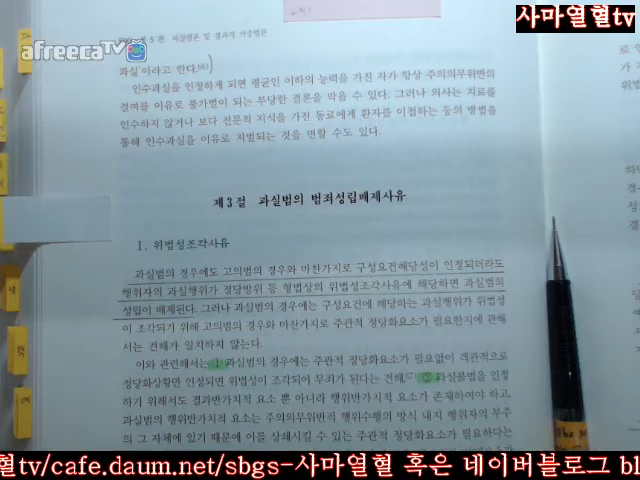 사마열혈tv
제 5 편 과실범론 및 결과적 가중범론
afreecaTV
과실'이라고 한다.
인수과실을 인정하게 되면 평균인 이하의 능력을 가진 자가 항상 주의의무위반의
결여를 이유로 불가벌이 되는 부당한 결론을 막을 수 있다. 그러나 의사는 치료를
인수하지 않거나 보다 전문적 지식을 가진 동료에게 환자를 이첩하는 등의 방법을
통해 인수과실을 이유로 처벌되는 것을 면할 수도 있다.
제 3 절 과실범의 범죄성립배제사유
I. 위법성조각사유
과실범의 경우에도 고의범의 경우와 마찬가지로 구성요건해당성이 인정되더라도
행위자의 과실행위가 정당방위 등 형법상의 위법성조각사유에 해당하면 과실범의
성립이 배제된다. 그러나 과실범의 경우에는 구성요건에 해당하는 과실행위가 위법성
이 조각되기 위해 고의범의 경우와 마찬가지로 주관적 정당화요소가 필요한지에 관해
서는 견해가 일치하지 않는다.
이와 관련해서는 ① 과실범의 경우에는 주관적 정당화요소가 필요없이 객관적으로
정당화상황만 인정되면 위법성이 조각되어 무죄가 된다는 견해, ② 과실불법을 인정
하기 위해서도 결과반가치적 요소 뿐 아니라 행위반가치적 요소가 존재하여야 하고
과실범의 행위반가치적 요소는 주의의무위반적 행위수행의 방식 내지 행위자의 부주
의 그 자체에 있기 때문에 이를 상쇄시킬 수 있는 주관적 정당화요소가 필요하다는
혈tv/cafe.daum.net/sbgs-사마열혈 혹은 네이버블로그 bl